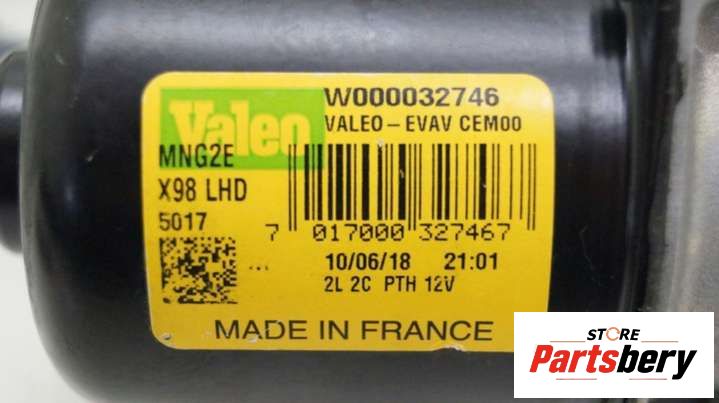 Valeo
W000032746
VALEO-EVAV CEM00
MNG2E
X98 LHD
5017
7 017000 327467
10/06/18 21:01
2L 2C PTH 12V
MADE IN FRANCE
STORE
Partsbery